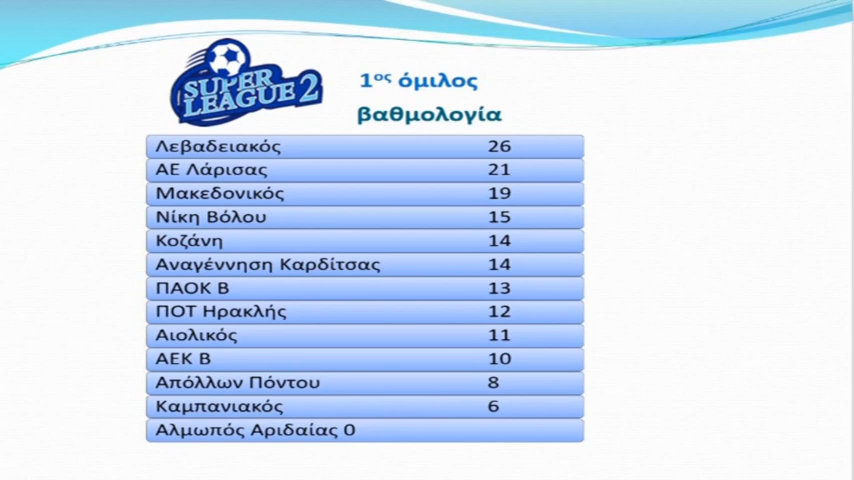 SUPER
LEAGUE 2
1ος όμιλος
βαθμολογία
Λεβαδειακός 26
ΑΕ Λάρισας 21
Μακεδονικός 19
Νίκη Βόλου 15
Κοζάνη 14
Αναγέννηση Καρδίτσας 14
ΠΑΟΚ Β 13
ΠΟΤ Ηρακλής 12
Αιολικός 11
ΑΕΚ Β 10
Απόλλων Πόντου 8
Καμπανιακός 6
Αλμωπός Αριδαίας 0